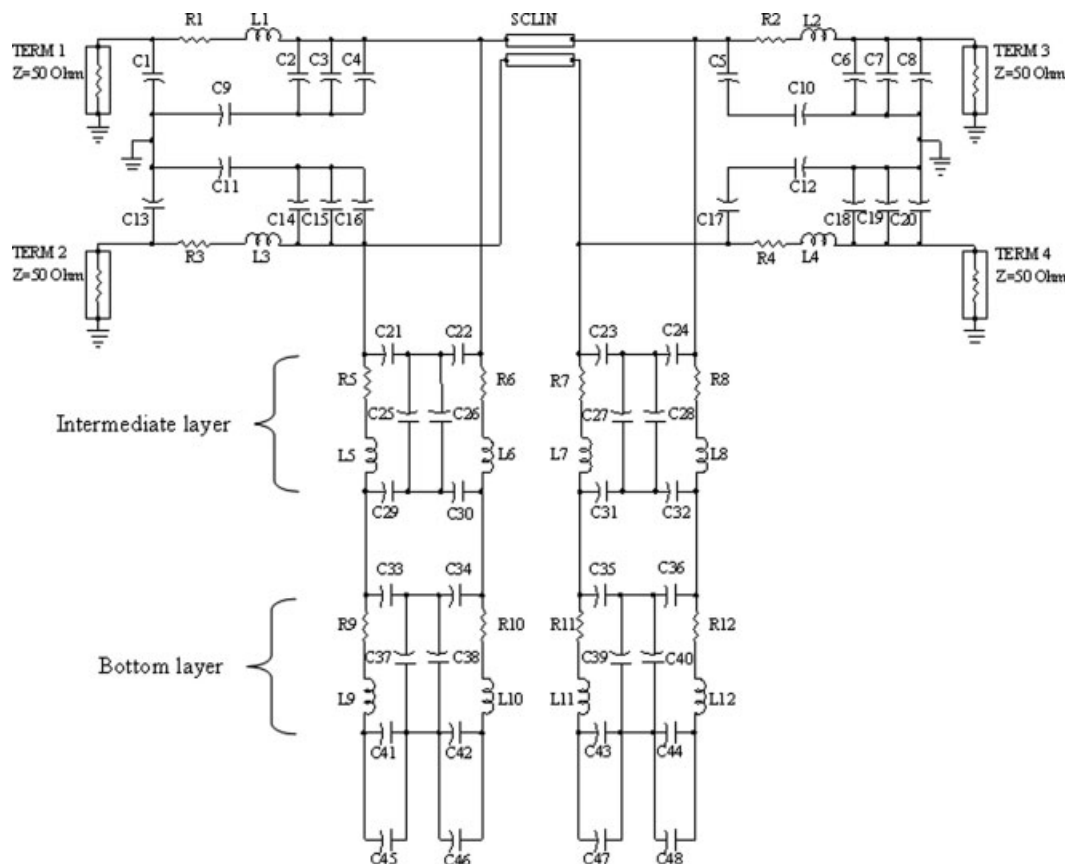 SCLIN
R1 L1
R2 L2
TERM 1
Z=50 Ohm
C1 C2 C3 C4
C9
C5 C6 C7 C8
C10
TERM 3
Z=50 Ohm
C11
C12
C13 C14 C15 C16
C17 C18 C19 C20
TERM 2
Z=50 Ohm
R3 L3
R4 L4
TERM 4
Z=50 Ohm
C21 C22 C23 C24
R5 R6 R7 R8
C25 C26 C27 C28
Intermediate layer
L5 L6 L7 L8
C29 C30 C31 C32
C33 C34 C35 C36
R9 R10 R11 R12
C37 C38 C39 C40
Bottom layer
L9 L10 L11 L12
C41 C42 C43 C44
C45 C46 C47 C48